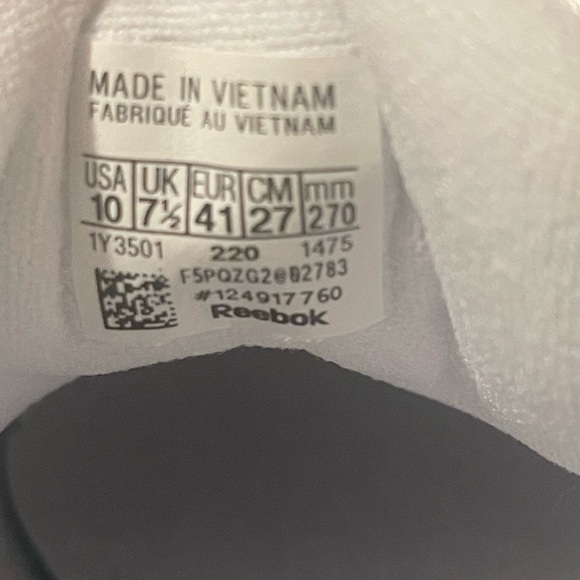 MADE IN VIETNAM
FABRIQUÉ AU VIETNAM
USA UK EUR CM mm
10 7½ 41 27 270
1Y3501 220 1475
F5PQZG2@02783
#124917760
Reebok